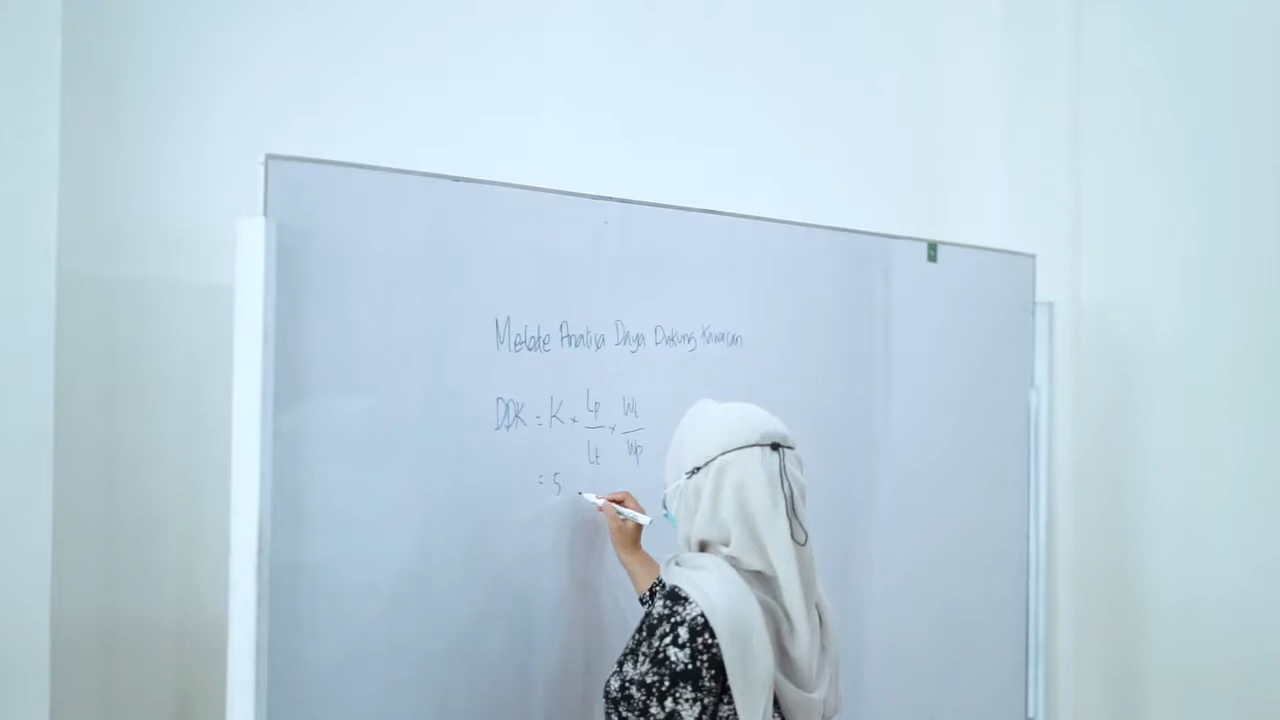 Metode Analisa Daya Dukung Kawasan
DDK = K × Lp/Lt × Wt/Wp
= 5